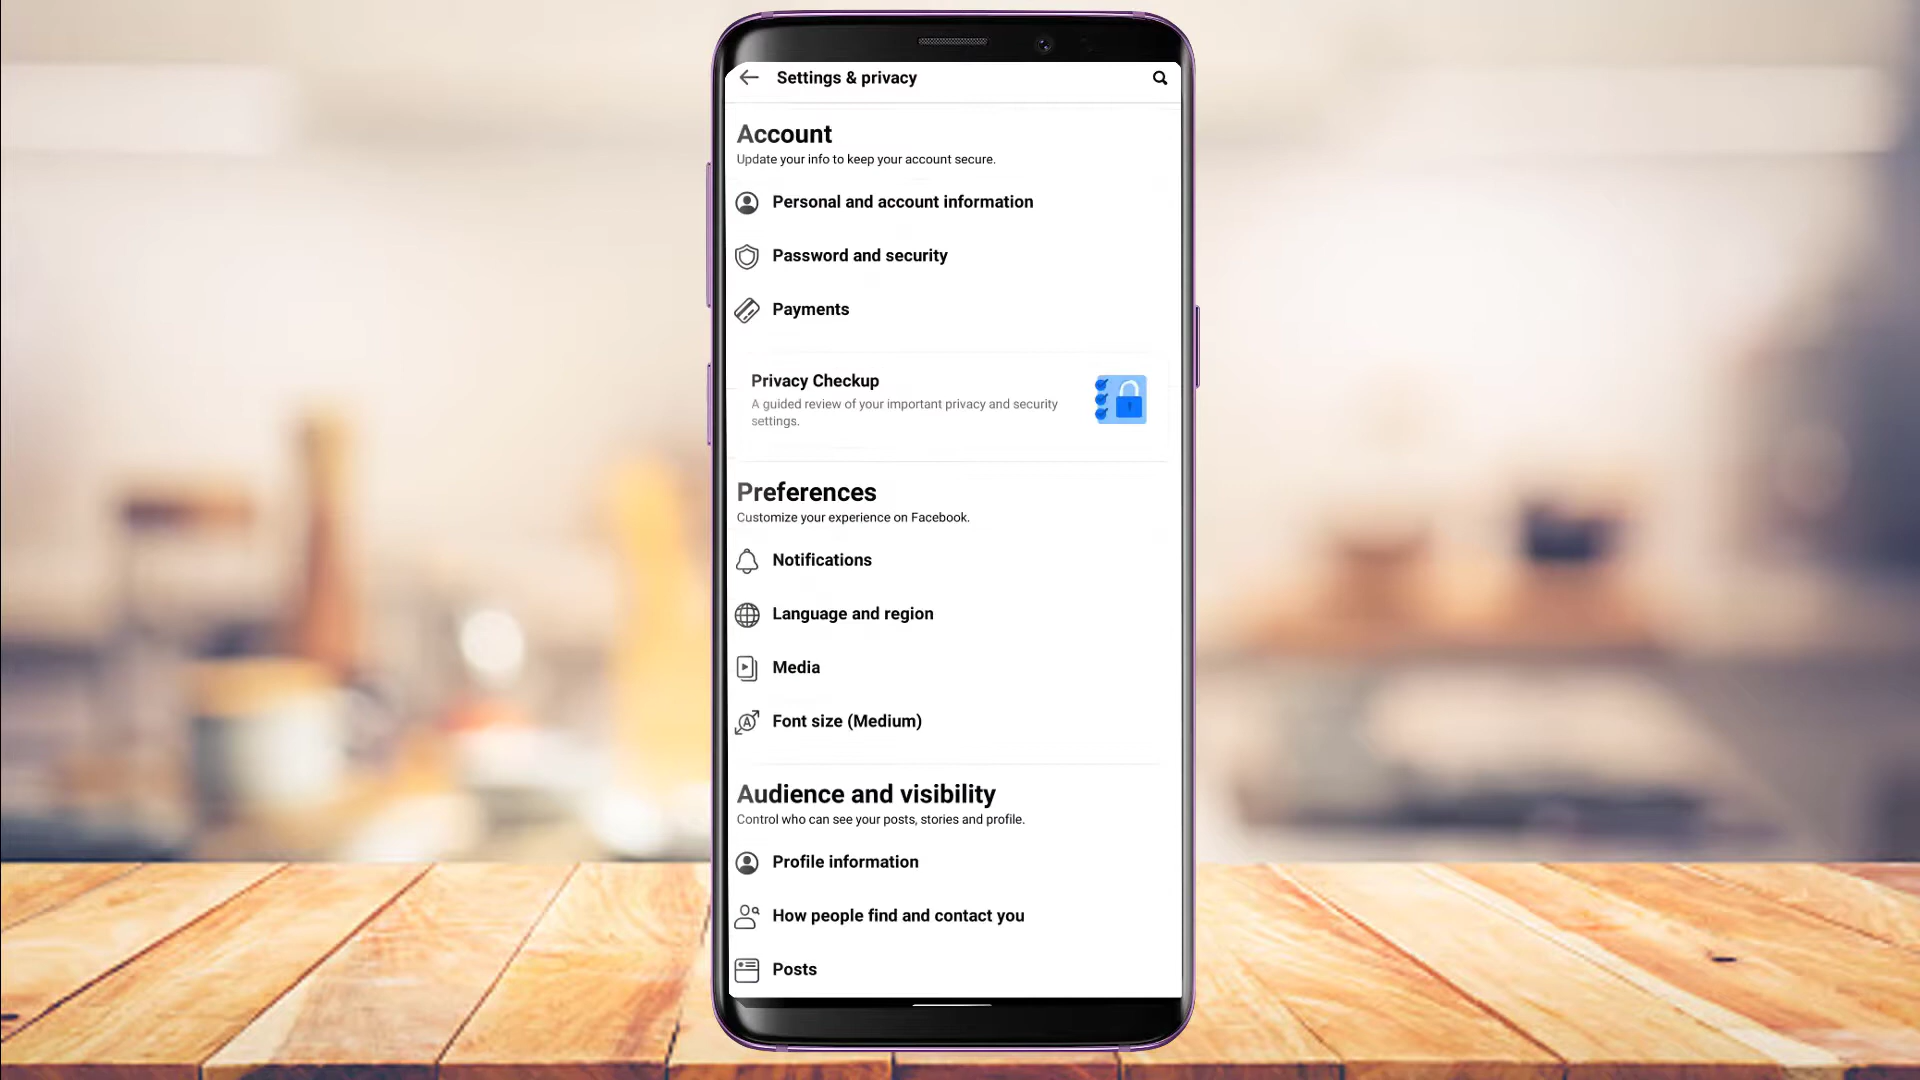 Settings & privacy
Account
Update your info to keep your account secure.
Personal and account information
Password and security
Payments
Privacy Checkup
A guided review of your important privacy and security
settings.
Preferences
Customize your experience on Facebook.
Notifications
Language and region
Media
Font size (Medium)
Audience and visibility
Control who can see your posts, stories and profile.
Profile information
How people find and contact you
Posts